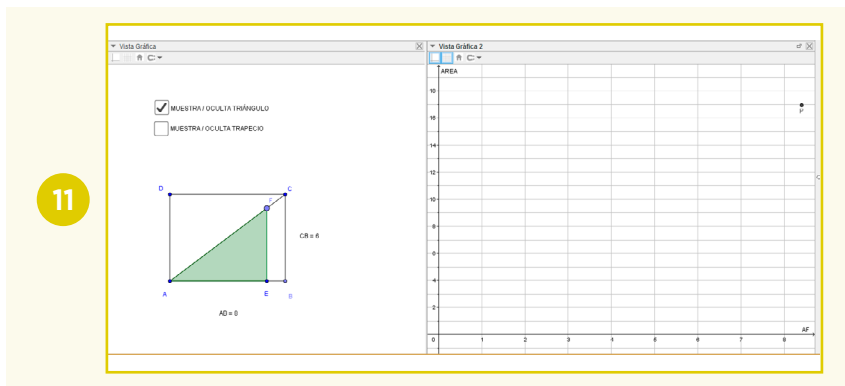 11
Vista Gráfica
MUESTRA / OCULTA TRIÁNGULO
MUESTRA / OCULTA TRAPECIO
D
C
F
CB = 6
A
E
B
AD = 8
Vista Gráfica 2
AREA
P
16
14
12
10
8
6
4
2
0
1
2
3
4
5
6
7
8
AF